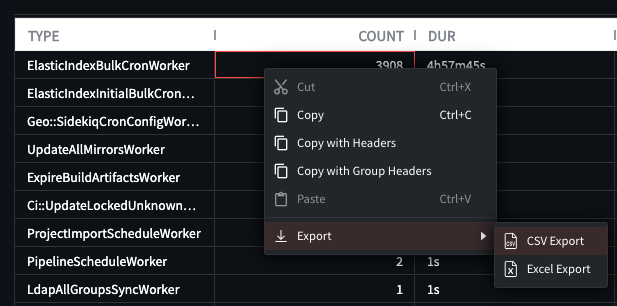 TYPE COUNT DUR
ElasticIndexBulkCronWorker 3908 4h57m45s
ElasticIndexInitialBulkCron...
Cut Ctrl+X
Geo::SidekiqCronConfigWor...
Copy Ctrl+C
UpdateAllMirrorsWorker
Copy with Headers
ExpireBuildArtifactsWorker
Copy with Group Headers
Ci::UpdateLockedUnknown...
Paste Ctrl+V
ProjectImportScheduleWorker
Export
CSV Export
PipelineScheduleWorker 2 1s
Excel Export
LdapAllGroupsSyncWorker 1 1s